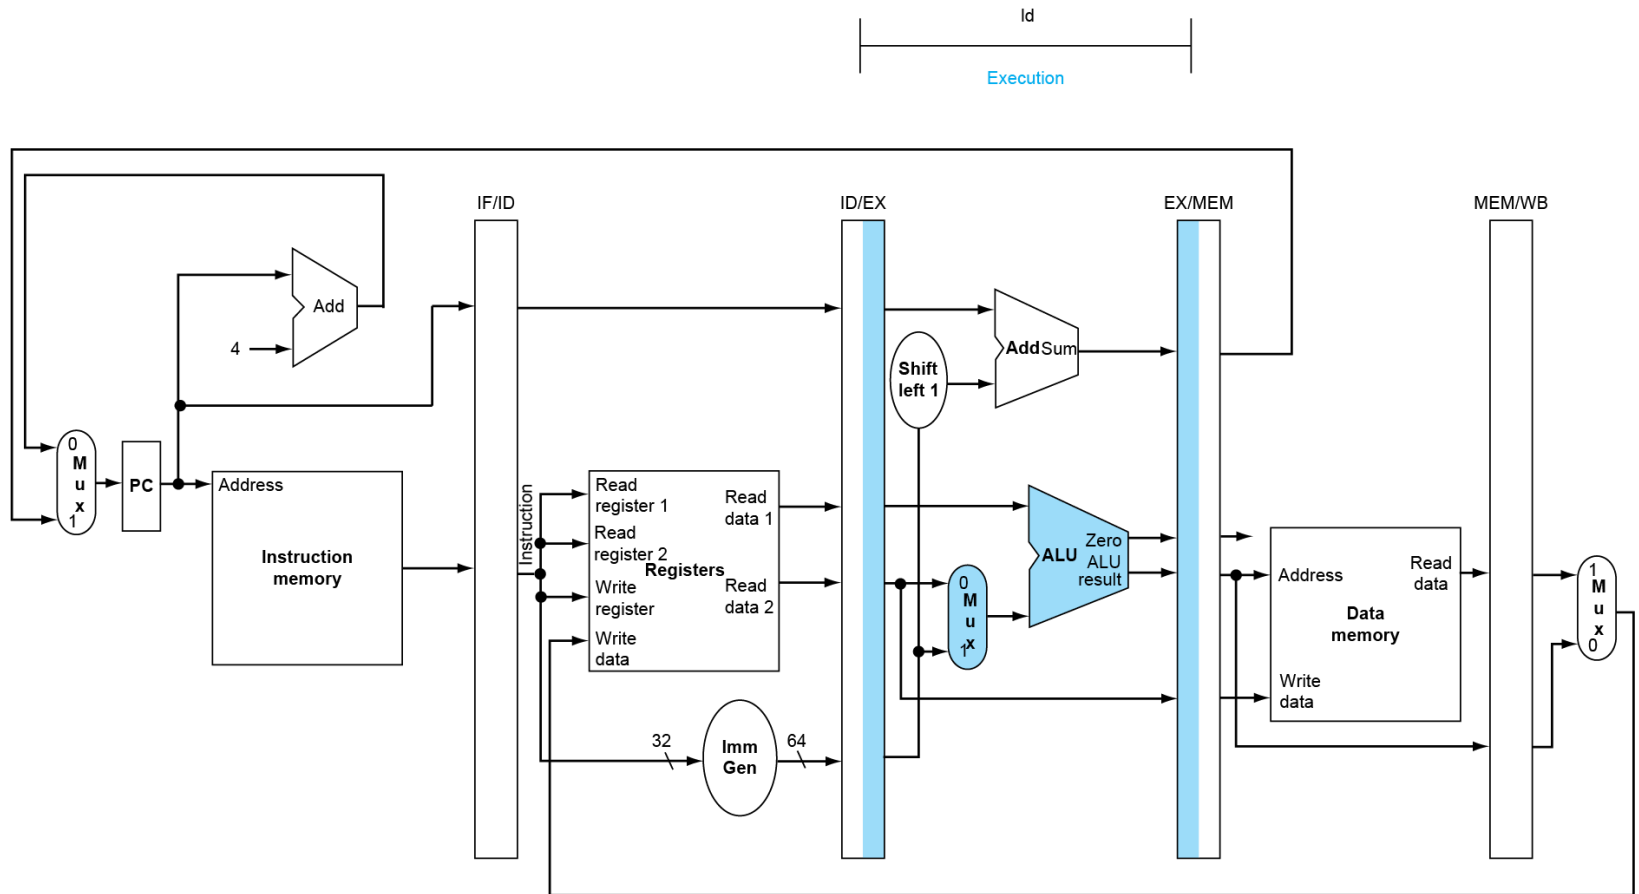 ld
Execution
IF/ID
ID/EX
EX/MEM
MEM/WB
Add
4
Add Sum
Shift
left 1
0
M
u
x
1
PC
Address
Instruction
memory
Instruction
Read
register 1
Read
register 2
Write
register
Write
data
Registers
Read
data 1
Read
data 2
0
M
u
x
1
ALU
Zero
ALU
result
Address
Read
data
Data
memory
Write
data
1
M
u
x
0
32
Imm
Gen
64